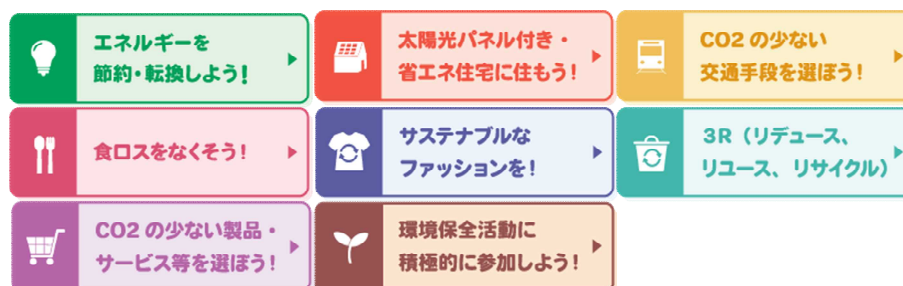 エネルギーを
節約・転換しよう!
太陽光パネル付き・
省エネ住宅に住もう!
CO2 の少ない
交通手段を選ぼう!
食ロスをなくそう!
サステナブルな
ファッションを!
3R(リデュース、
リユース、リサイクル)
CO2 の少ない製品・
サービス等を選ぼう!
環境保全活動に
積極的に参加しよう!